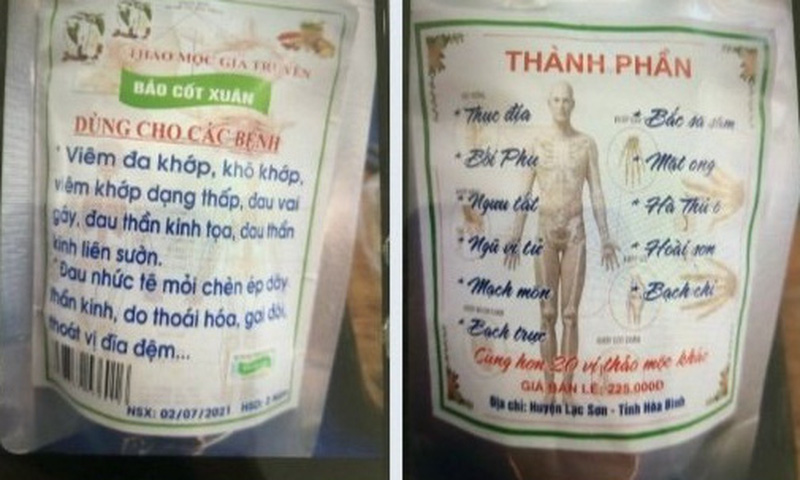 THẢO MỘC GIA TRUYỀN
BẢO CỐT XUÂN
DÙNG CHO CÁC BỆNH
* Viêm đa khớp, khô khớp,
viêm khớp dạng thấp, đau vai
gáy, đau thần kinh tọa, đau thần
kinh liên sườn.
* Đau nhức tê mỏi chèn ép dây
thần kinh, do thoái hóa, gai đôi,
thoát vị đĩa đệm...
NSX: 02/07/2021 HSD: 2
THÀNH PHẦN
* Thục địa
* Bối Phụ
* Ngưu tất
* Ngũ vị tử
* Mạch môn
* Bạch truật
* Bắc sa sâm
* Mật ong
* Hà Thủ ô
* Hoài sơn
* Bạch chỉ
Cùng hơn 20 vị thảo mộc khác
GIÁ BÁN LẺ: 225.000Đ
Địa chỉ: Huyện Lạc Sơn - Tỉnh Hòa Bình